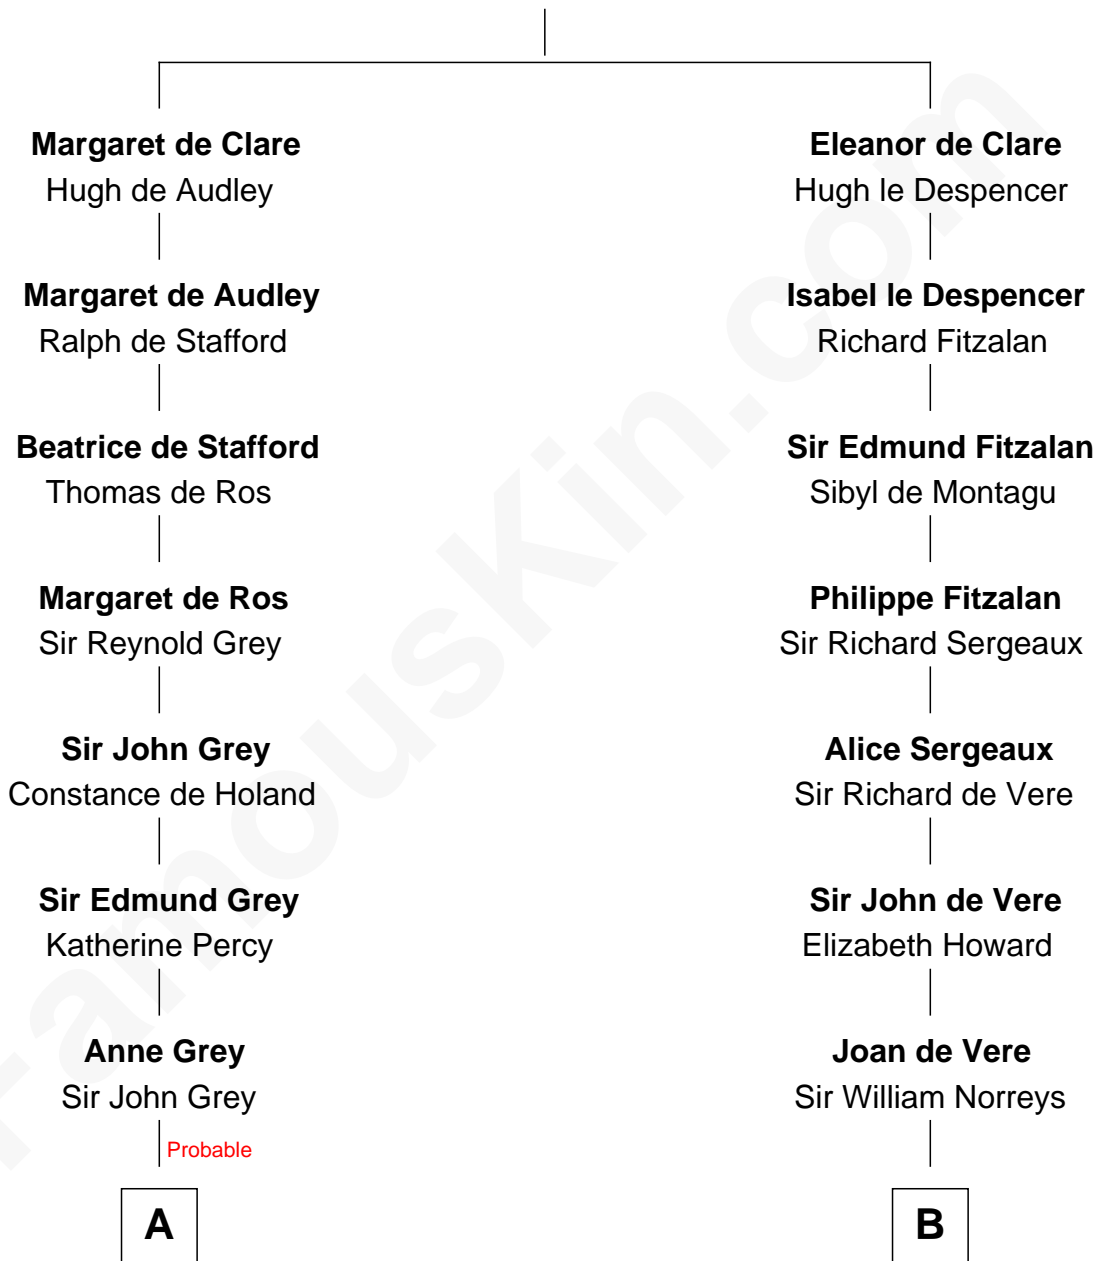 Margaret de Clare
Hugh de Audley
Margaret de Audley
Ralph de Stafford
Beatrice de Stafford
Thomas de Ros
Margaret de Ros
Sir Reynold Grey
Sir John Grey
Constance de Holand
Sir Edmund Grey
Katherine Percy
Anne Grey
Sir John Grey
Probable
A
Eleanor de Clare
Hugh le Despencer
Isabel le Despencer
Richard Fitzalan
Sir Edmund Fitzalan
Sibyl de Montagu
Philippe Fitzalan
Sir Richard Sergeaux
Alice Sergeaux
Sir Richard de Vere
Sir John de Vere
Elizabeth Howard
Joan de Vere
Sir William Norreys
B
FamousKin.com